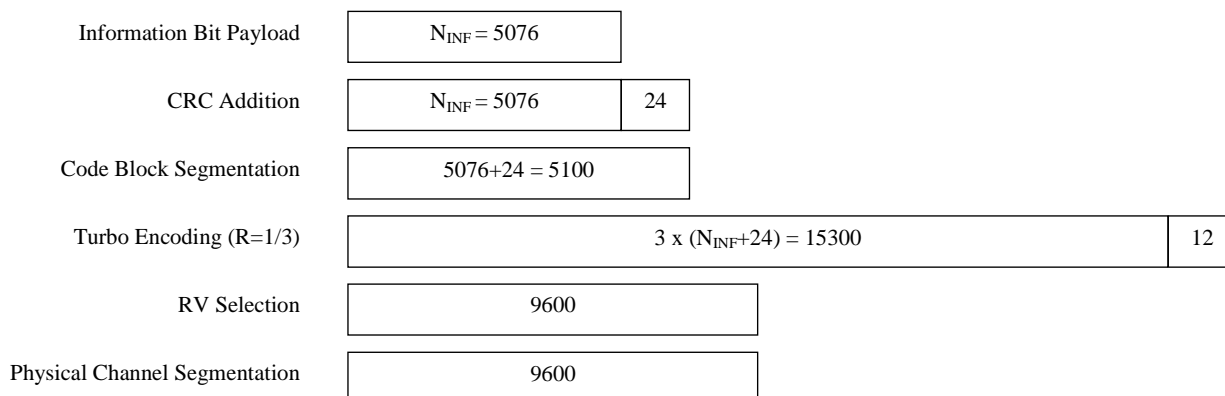 Information Bit Payload
N_INF = 5076
CRC Addition
N_INF = 5076
24
Code Block Segmentation
5076+24 = 5100
Turbo Encoding (R=1/3)
3 x (N_INF+24) = 15300
12
RV Selection
9600
Physical Channel Segmentation
9600